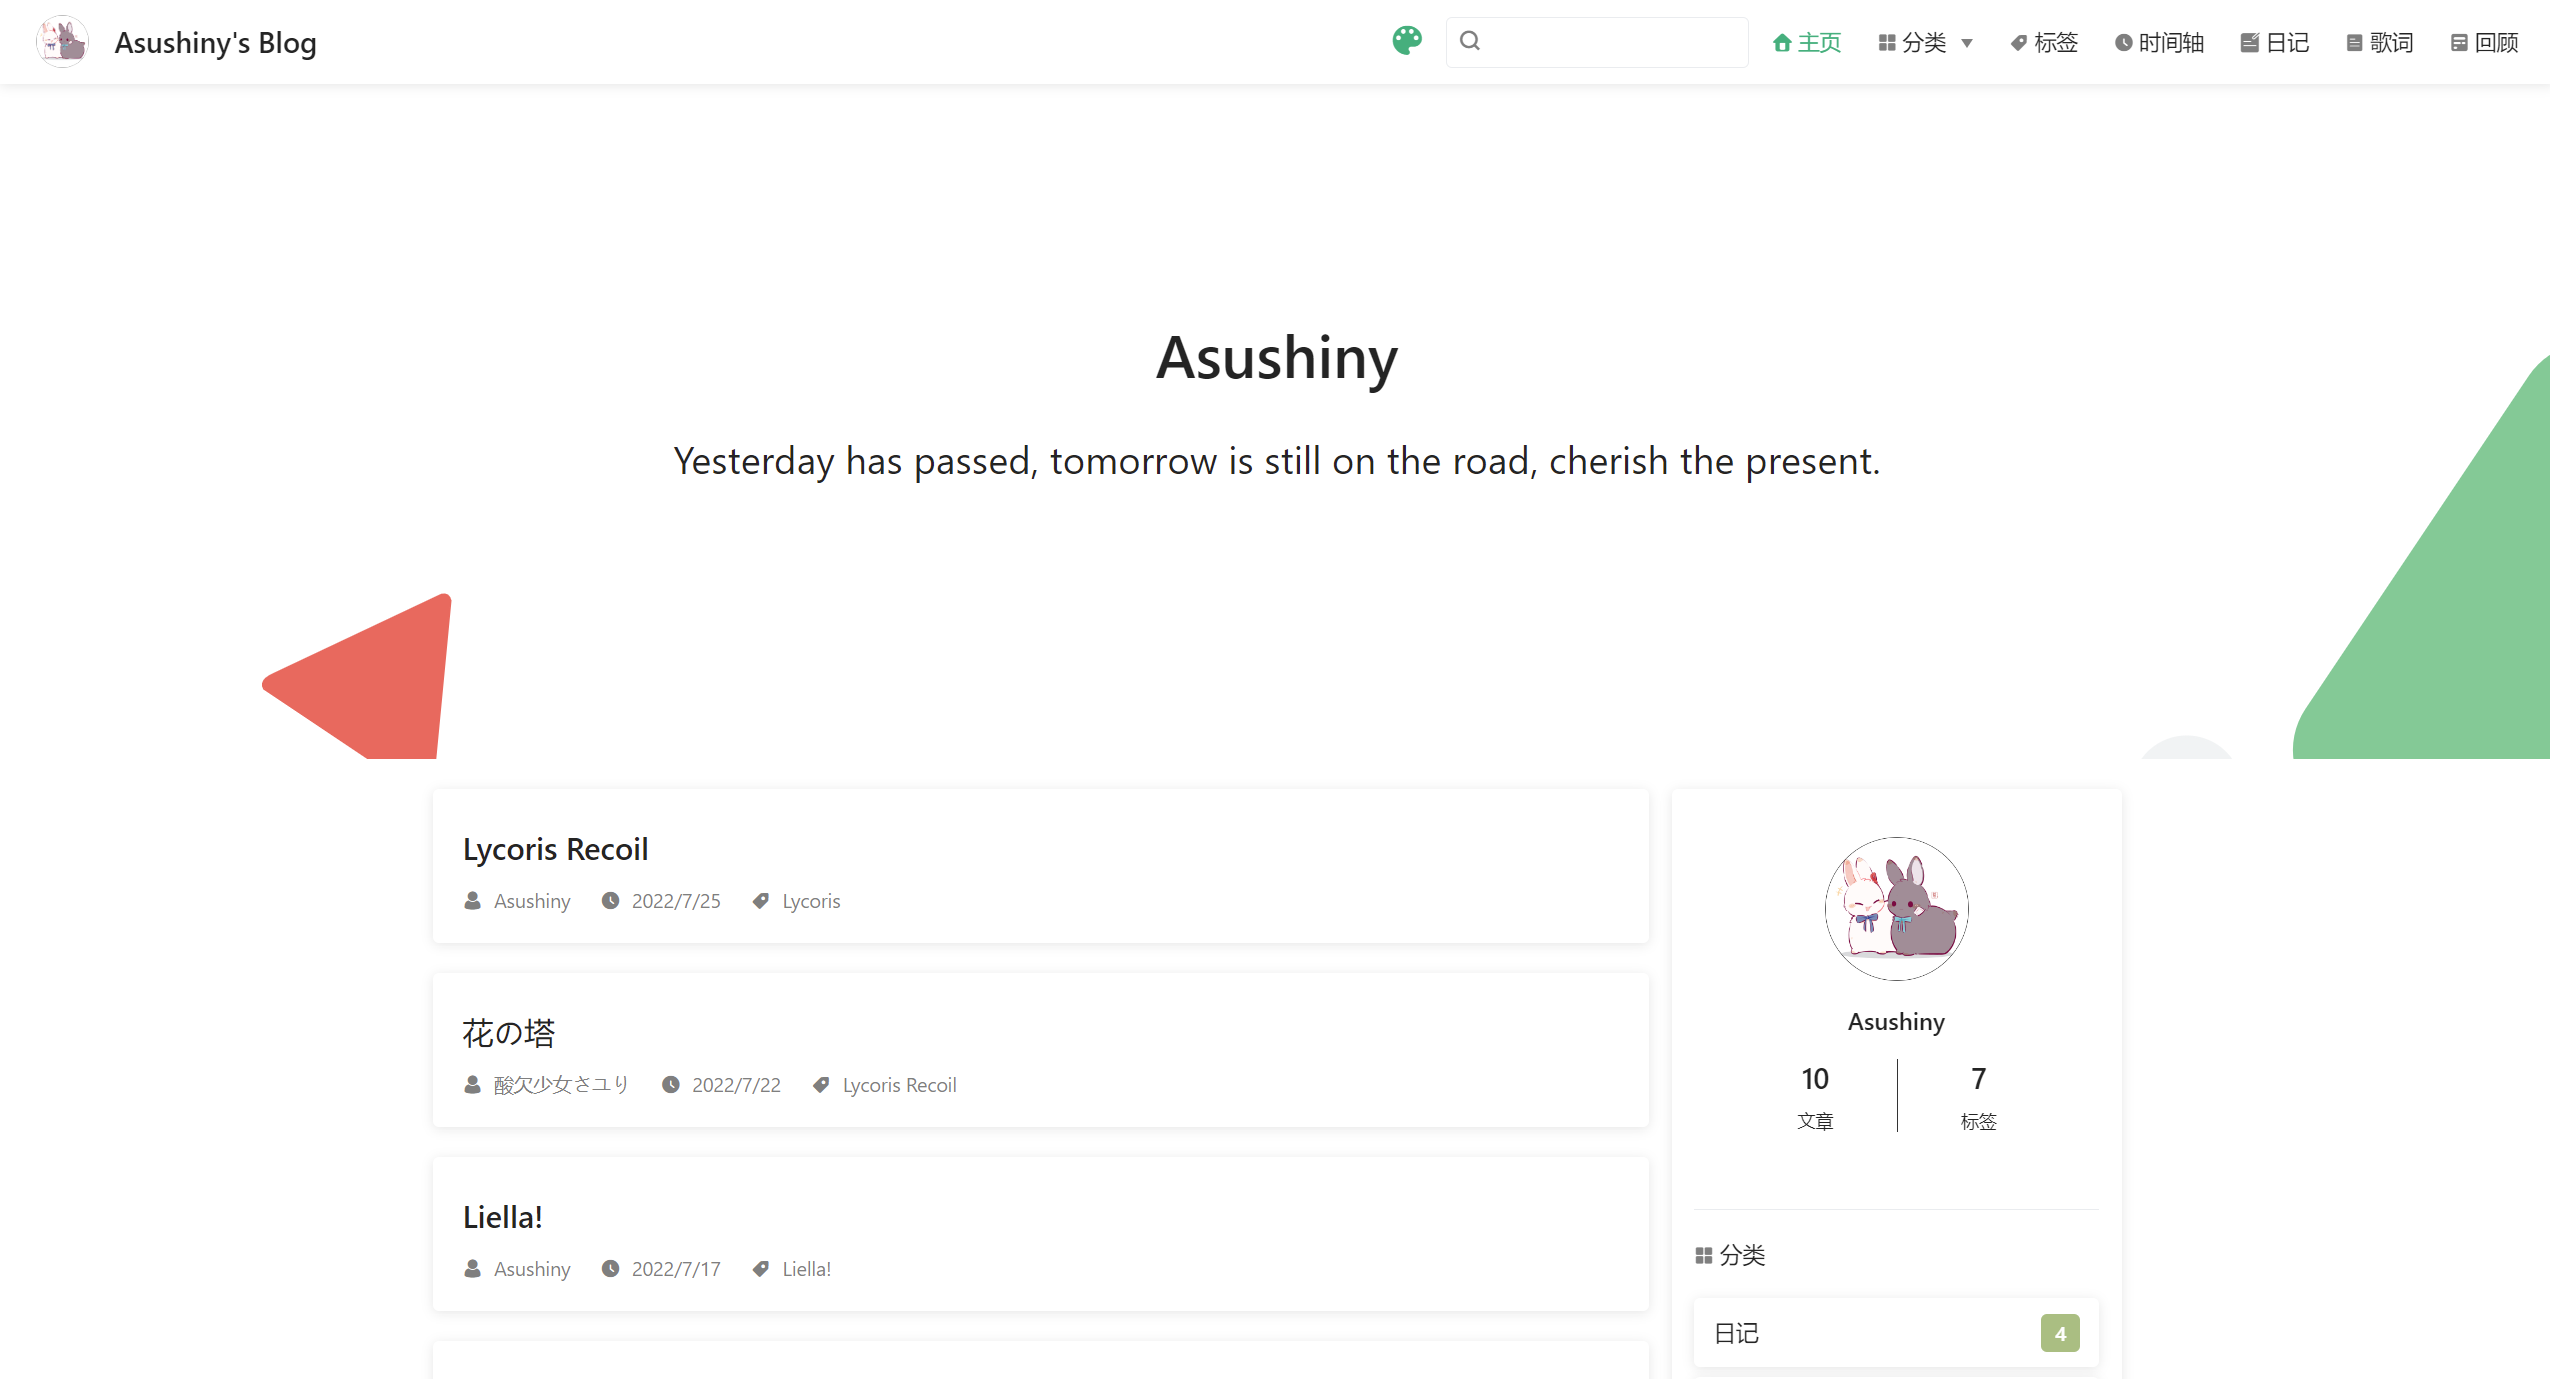 Asushiny's Blog
主页 分类 标签 时间轴 日记 歌词 回顾
Asushiny
Yesterday has passed, tomorrow is still on the road, cherish the present.
Lycoris Recoil
Asushiny 2022/7/25 Lycoris
花の塔
酸欠少女さユり 2022/7/22 Lycoris Recoil
Liella!
Asushiny 2022/7/17 Liella!
Asushiny
10 7
文章 标签
分类
日记 4